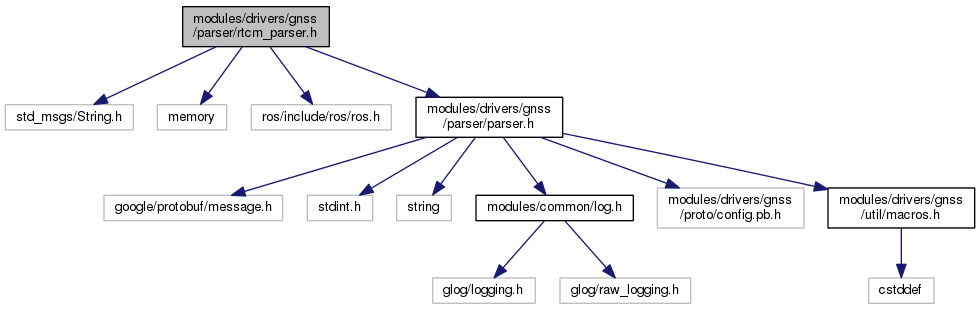 modules/drivers/gnss
/parser/rtcm_parser.h
std_msgs/String.h
memory
ros/include/ros/ros.h
modules/drivers/gnss
/parser/parser.h
google/protobuf/message.h
stdint.h
string
modules/common/log.h
modules/drivers/gnss
/proto/config.pb.h
modules/drivers/gnss
/util/macros.h
glog/logging.h
glog/raw_logging.h
cstddef